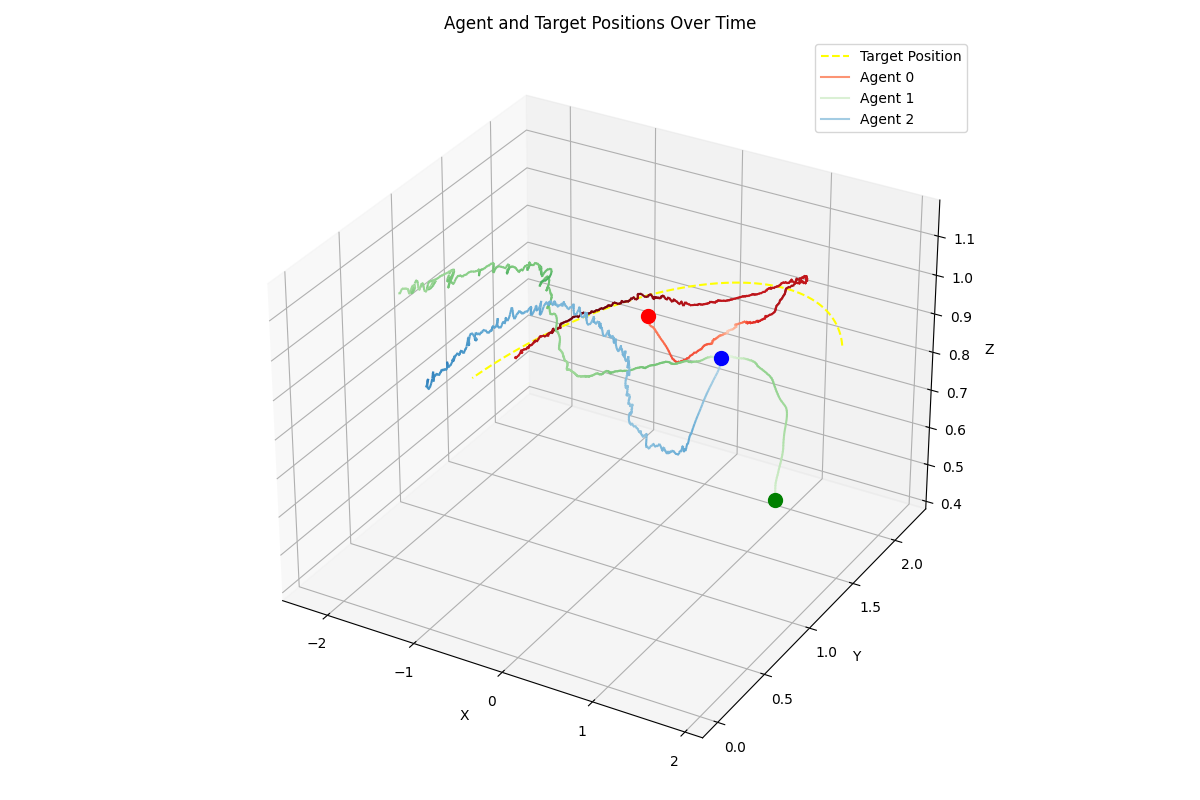 Agent and Target Positions Over Time
Target Position
Agent 0
Agent 1
Agent 2
1.1
1.0
0.9
0.8
0.7
0.6
0.5
0.4
Z
2.0
1.5
1.0
0.5
0.0
Y
−2
−1
0
1
2
X